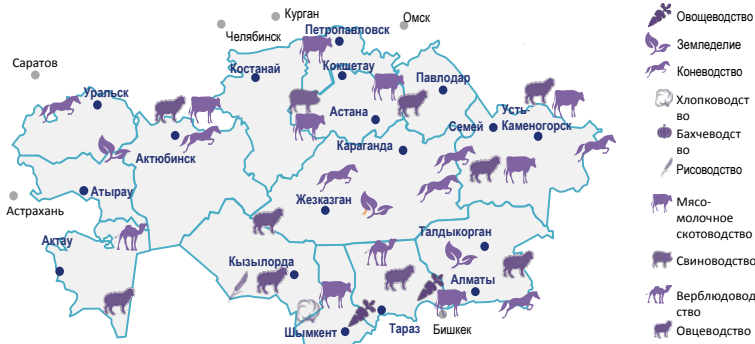 Курган
Омск
Челябинск
Петропавловск
Саратов
Костанай
Кокшетау
Павлодар
Уральск
Астана
Усть-
Семей
Каменогорск
Актюбинск
Караганда
Атырау
Астрахань
Жезказган
Актау
Талдыкорган
Кызылорда
Алматы
Шымкент
Тараз
Бишкек
Овощеводство
Земледелие
Коневодство
Хлопководст
во
Бахчеводст
во
Рисоводство
Мясо-
молочное
скотоводство
Свиноводство
Верблюдовод
ство
Овцеводство